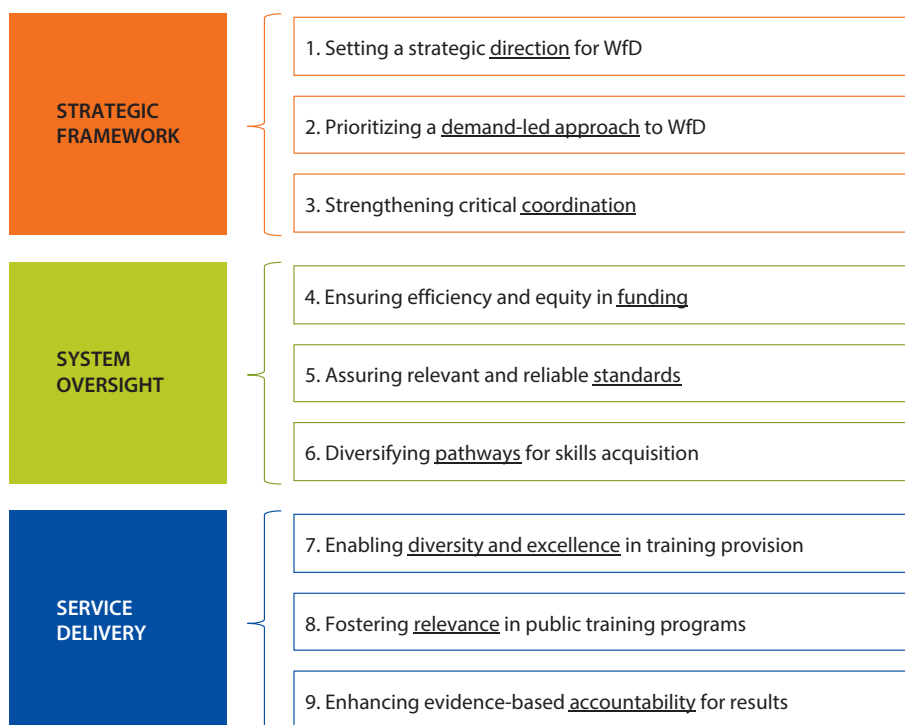 STRATEGIC
FRAMEWORK
1. Setting a strategic direction for WfD
2. Prioritizing a demand-led approach to WfD
3. Strengthening critical coordination
SYSTEM
OVERSIGHT
4. Ensuring efficiency and equity in funding
5. Assuring relevant and reliable standards
6. Diversifying pathways for skills acquisition
SERVICE
DELIVERY
7. Enabling diversity and excellence in training provision
8. Fostering relevance in public training programs
9. Enhancing evidence-based accountability for results